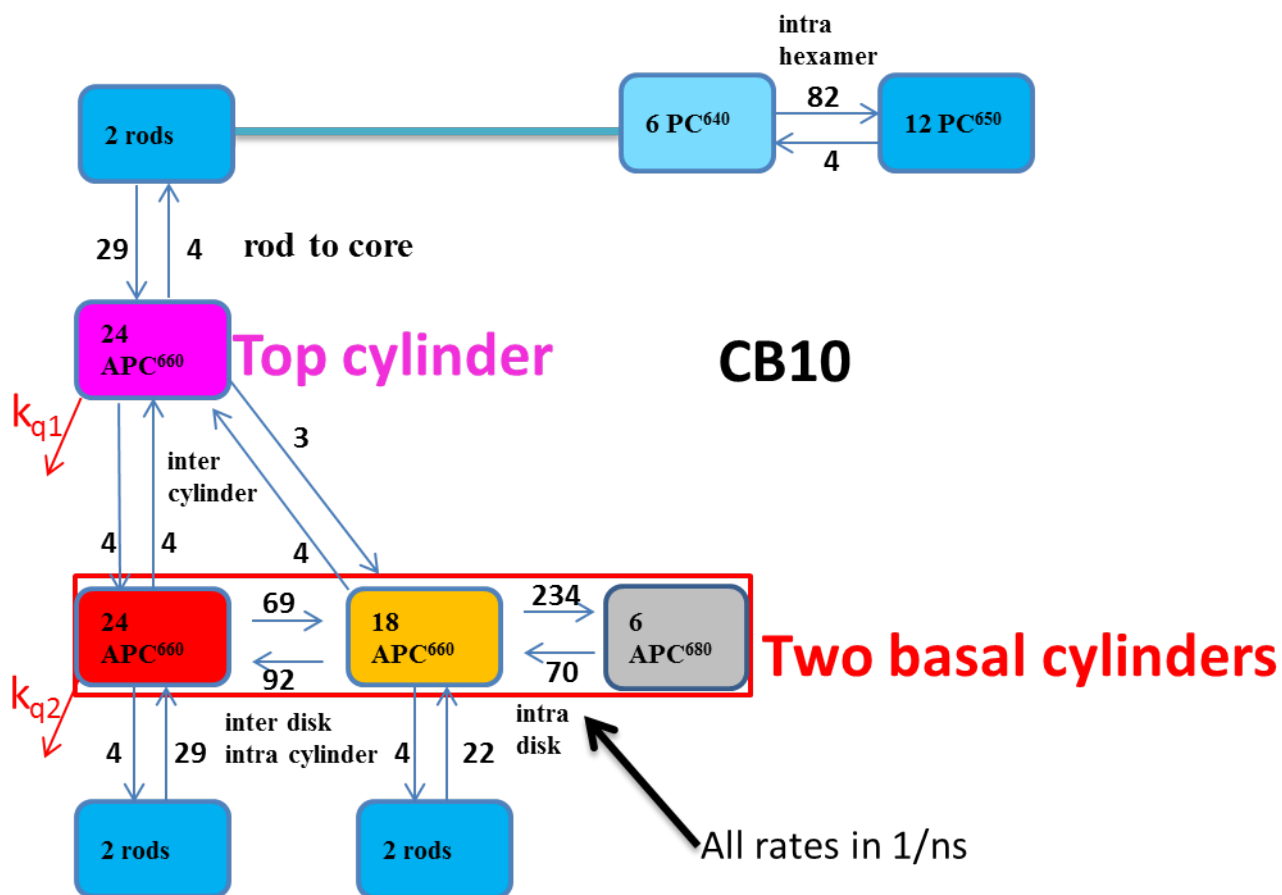 intra
hexamer
2 rods
6 PC640
82
12 PC650
4
29
4
rod to core
24
APC660
Top cylinder
CB10
kq1
3
inter
cylinder
4
4
4
24
APC660
69
18
APC660
234
6
APC680
Two basal cylinders
92
70
kq2
inter disk
intra cylinder
intra
disk
4
29
4
22
2 rods
2 rods
All rates in 1/ns